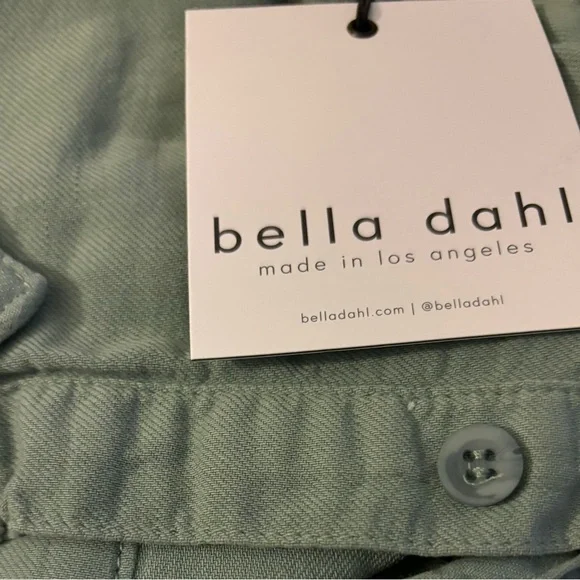 bella dahl
made in los angeles
belladahl.com | @belladahl